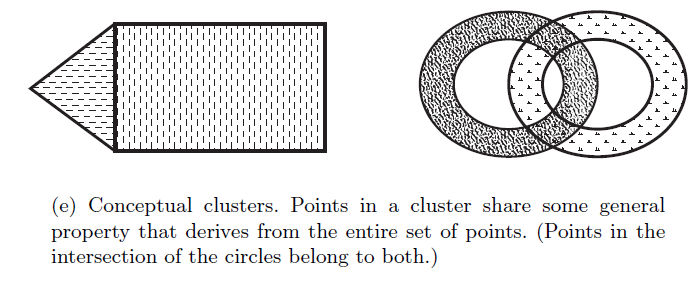 (e) Conceptual clusters. Points in a cluster share some general
property that derives from the entire set of points. (Points in the
intersection of the circles belong to both.)